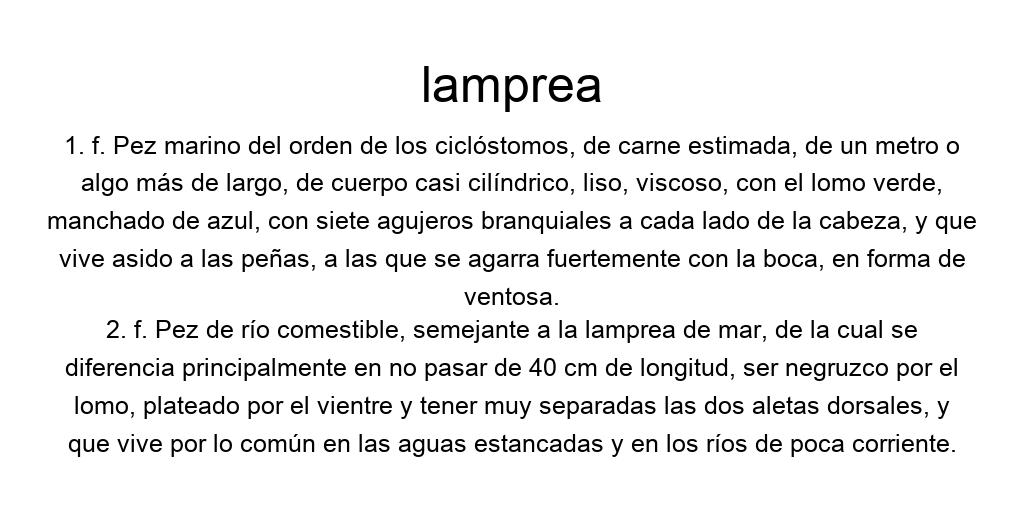 lamprea
1. f. Pez marino del orden de los ciclóstomos, de carne estimada, de un metro o
algo más de largo, de cuerpo casi cilíndrico, liso, viscoso, con el lomo verde,
manchado de azul, con siete agujeros branquiales a cada lado de la cabeza, y que
vive asido a las peñas, a las que se agarra fuertemente con la boca, en forma de
ventosa.
2. f. Pez de río comestible, semejante a la lamprea de mar, de la cual se
diferencia principalmente en no pasar de 40 cm de longitud, ser negruzco por el
lomo, plateado por el vientre y tener muy separadas las dos aletas dorsales, y
que vive por lo común en las aguas estancadas y en los ríos de poca corriente.